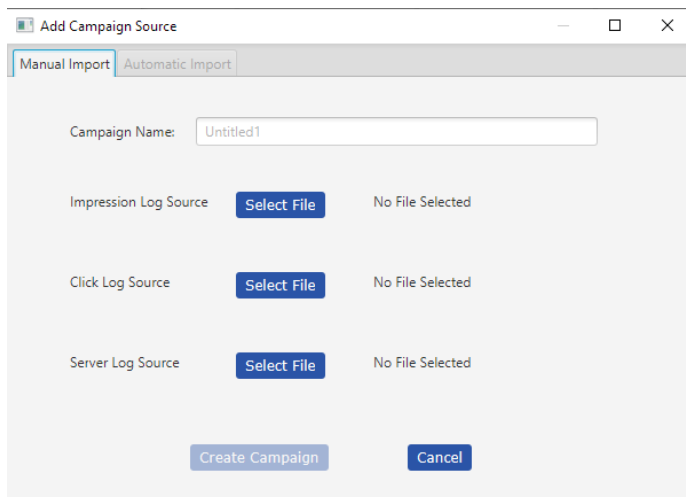 Add Campaign Source
Manual Import Automatic Import
Campaign Name: Untitled1
Impression Log Source Select File No File Selected
Click Log Source Select File No File Selected
Server Log Source Select File No File Selected
Create Campaign Cancel